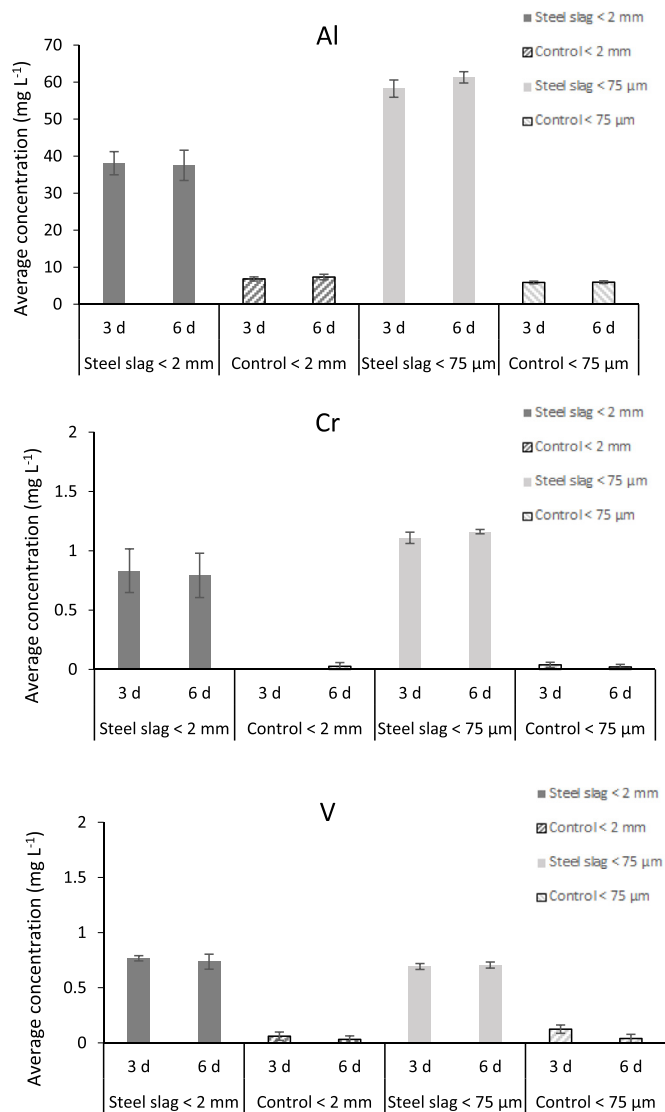 Al
Average concentration (mg L-1)
70
60
50
40
30
20
10
0
Steel slag < 2 mm
Control < 2 mm
Steel slag < 75 µm
Control < 75 µm
3 d 6 d 3 d 6 d 3 d 6 d 3 d 6 d
Steel slag < 2 mm Control < 2 mm Steel slag < 75 µm Control < 75 µm
Cr
Average concentration (mg L-1)
2
1.5
1
0.5
0
Steel slag < 2 mm
Control < 2 mm
Steel slag < 75 µm
Control < 75 µm
3 d 6 d 3 d 6 d 3 d 6 d 3 d 6 d
Steel slag < 2 mm Control < 2 mm Steel slag < 75 µm Control < 75 µm
V
Average concentration (mg L-1)
2
1.5
1
0.5
0
Steel slag < 2 mm
Control < 2 mm
Steel slag < 75 µm
Control < 75 µm
3 d 6 d 3 d 6 d 3 d 6 d 3 d 6 d
Steel slag < 2 mm Control < 2 mm Steel slag < 75 µm Control < 75 µm